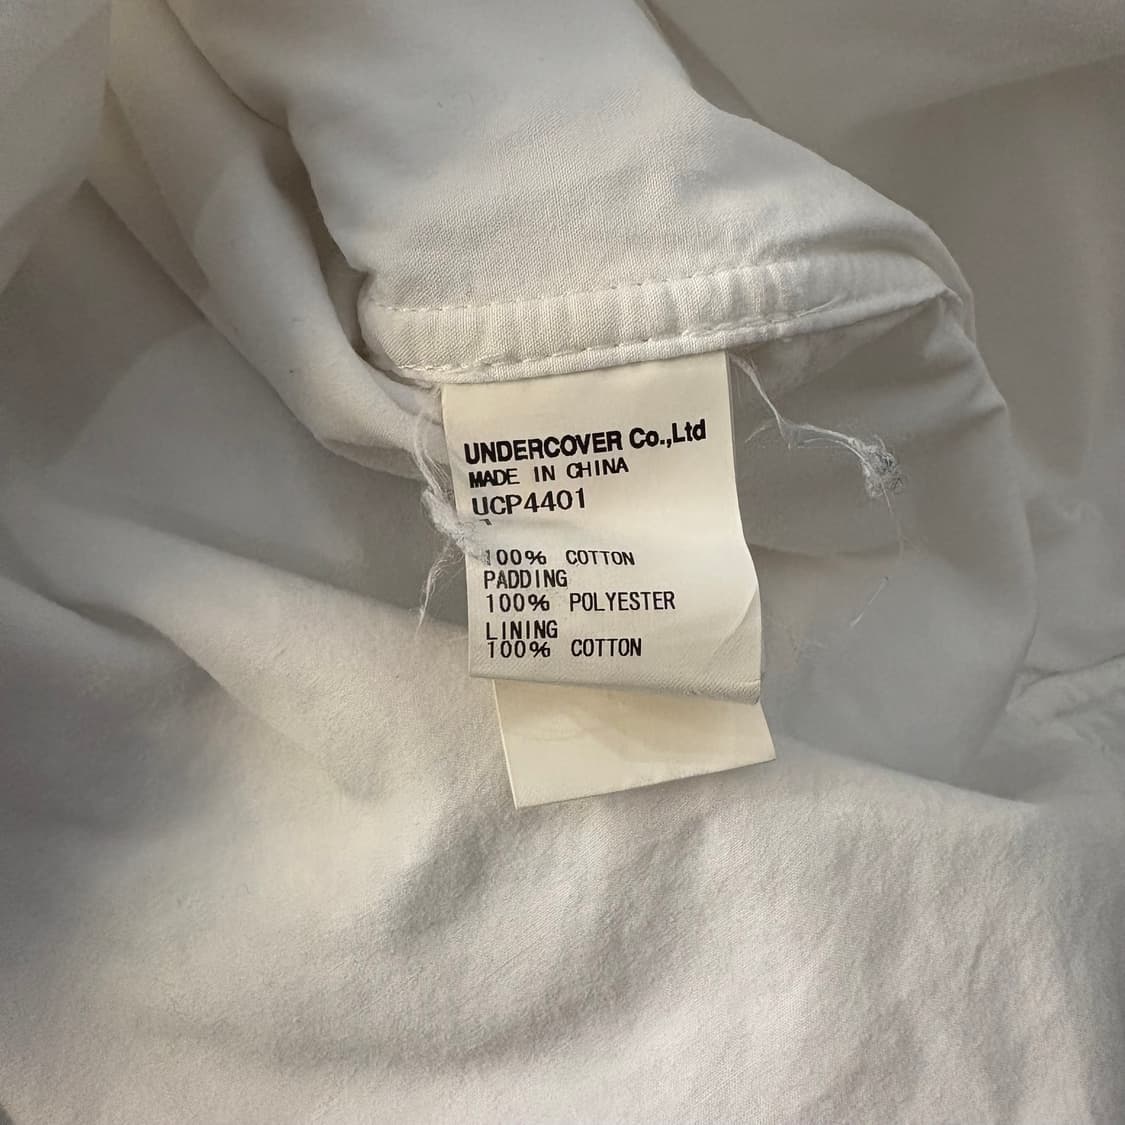 UNDERCOVER Co.,Ltd
MADE IN CHINA
UCP4401
100% COTTON
PADDING
100% POLYESTER
LINING
100% COTTON